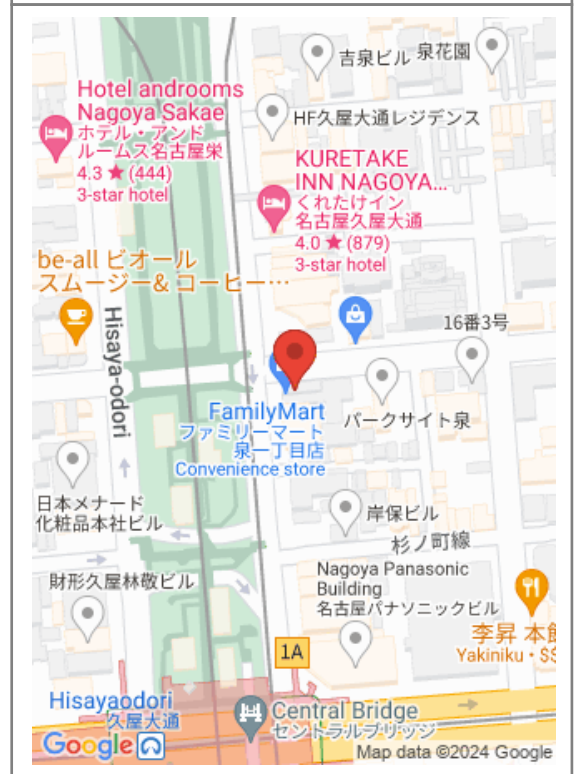 吉泉ビル
泉花園
Hotel androoms
Nagoya Sakae
ホテル・アンド
ルームス名古屋栄
4.3 ★ (444)
3-star hotel
HF久屋大通レジデンス
KURETAKE
INN NAGOYA...
くれたけイン
名古屋久屋大通
4.0 ★ (879)
3-star hotel
be-all ビオール
スムージー& コーヒー…
Hisaya-odori
16番3号
FamilyMart
ファミリーマート
泉一丁目店
Convenience store
パークサイト泉
日本メナード
化粧品本社ビル
岸保ビル
杉ノ町線
財形久屋林敬ビル
Nagoya Panasonic
Building
名古屋パナソニックビル
李昇 本館
Yakiniku • $$
1A
Hisayaodori
久屋大通
Central Bridge
セントラルブリッジ
Google
Map data ©2024 Google